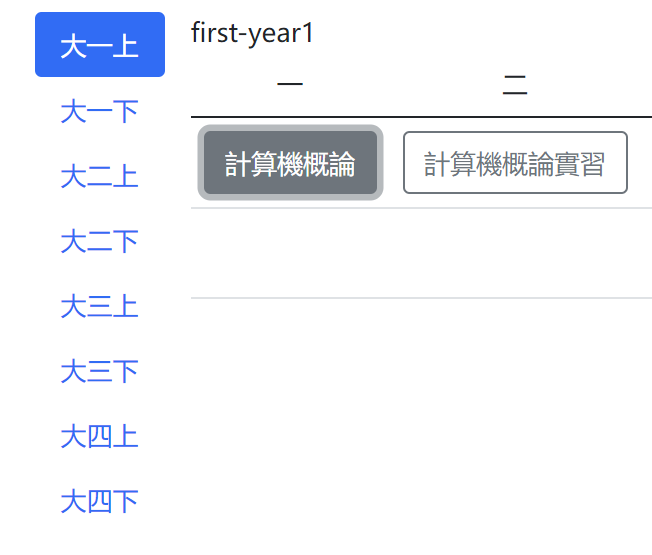 大一上
大一下
大二上
大二下
大三上
大三下
大四上
大四下
first-year1
一 二
計算機概論 計算機概論實習